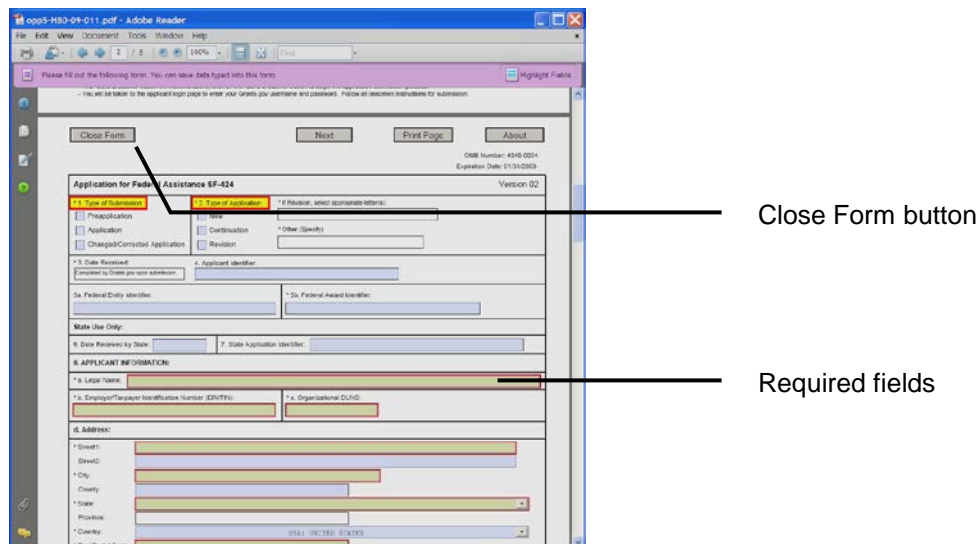 opp5-H80-09-011.pdf - Adobe Reader
File Edit View Document Tools Window Help
2 / 3 100% Find
Please fill out the following form. You can save data typed into this form.
Highlight Fields
- You will be taken to the applicant login page to enter your Grants.gov username and password. Follow all onscreen instructions for submission.
Close Form Next Print Page About
OMB Number: 4040-0004
Expiration Date: 01/31/2009
Application for Federal Assistance SF-424 Version 02
* 1. Type of Submission: * 2. Type of Application: * If Revision, select appropriate letter(s):
Preapplication New
Application Continuation * Other (Specify)
Changed/Corrected Application Revision
* 3. Date Received: 4. Applicant Identifier:
Completed by Grants.gov upon submission.
5a. Federal Entity Identifier: * 5b. Federal Award Identifier:
State Use Only:
6. Date Received by State: 7. State Application Identifier:
8. APPLICANT INFORMATION:
* a. Legal Name:
* b. Employer/Taxpayer Identification Number (EIN/TIN): * c. Organizational DUNS:
d. Address:
* Street1:
Street2:
* City:
County:
* State:
Province:
* Country: USA: UNITED STATES
Close Form button
Required fields